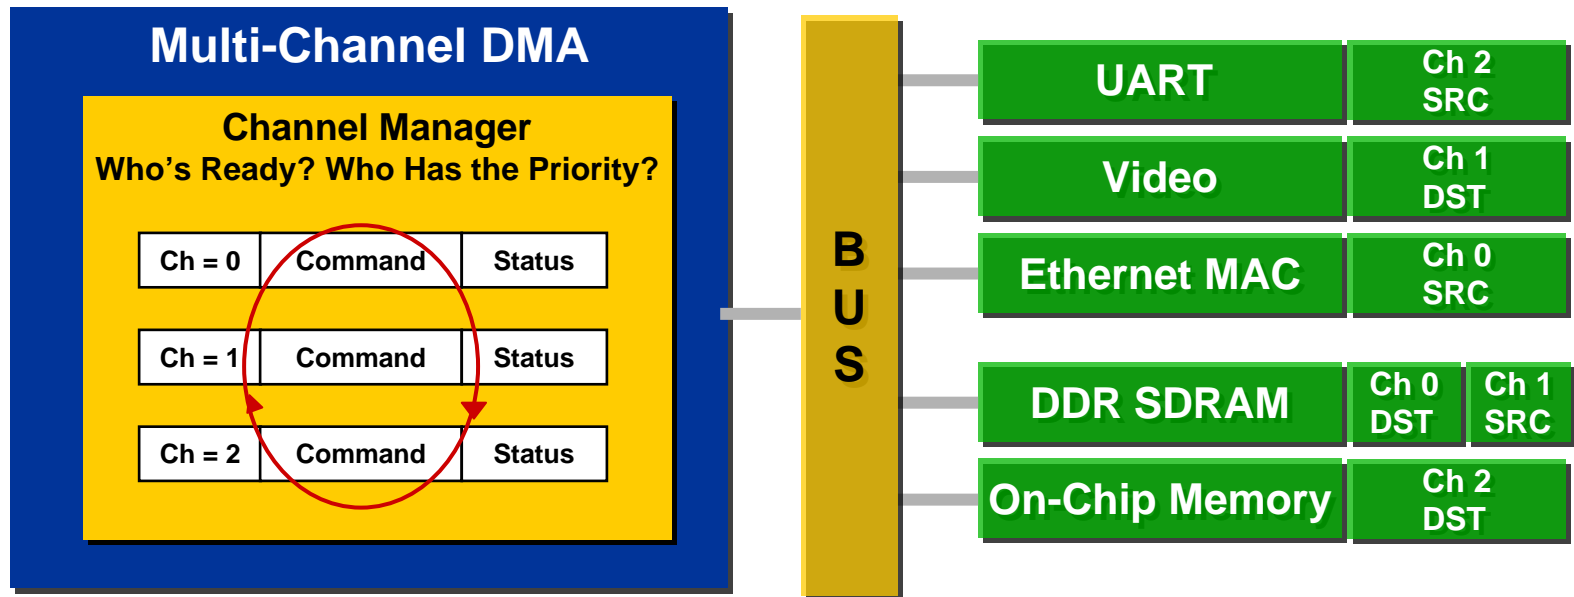 Multi-Channel DMA
Channel Manager
Who's Ready? Who Has the Priority?
Ch = 0 Command Status
Ch = 1 Command Status
Ch = 2 Command Status
B
U
S
UART
Ch 2
SRC
Video
Ch 1
DST
Ethernet MAC
Ch 0
SRC
DDR SDRAM
Ch 0
DST
Ch 1
SRC
On-Chip Memory
Ch 2
DST